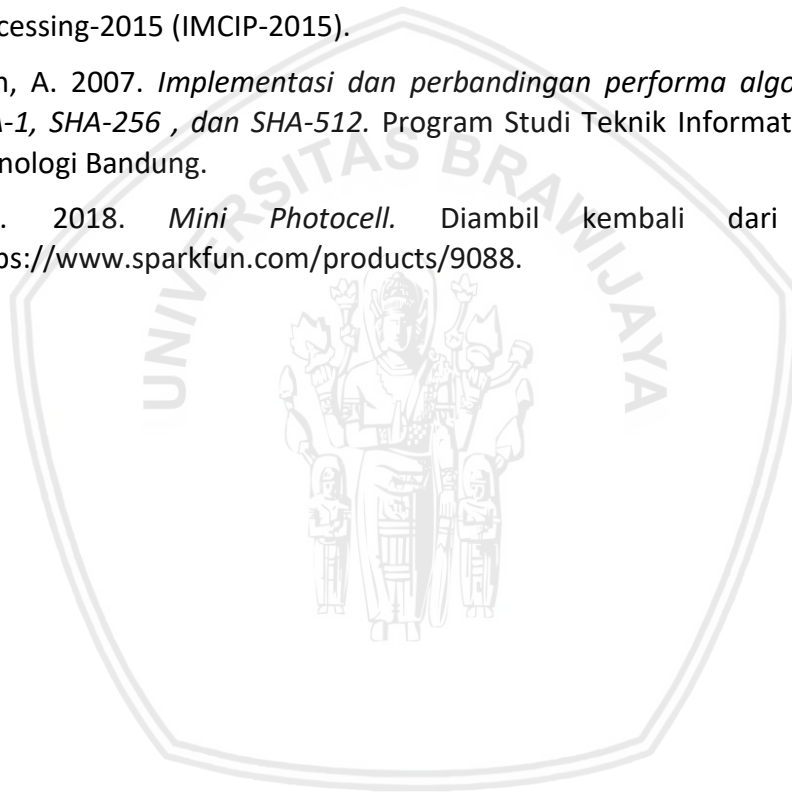 cessing-2015 (IMCIP-2015).
n, A. 2007. Implementasi dan perbandingan performa algo
A-1, SHA-256 , dan SHA-512. Program Studi Teknik Informat
nologi Bandung.
. 2018. Mini Photocell. Diambil kembali dari
ps://www.sparkfun.com/products/9088.
UNIVERSITAS BRAWIJAYA